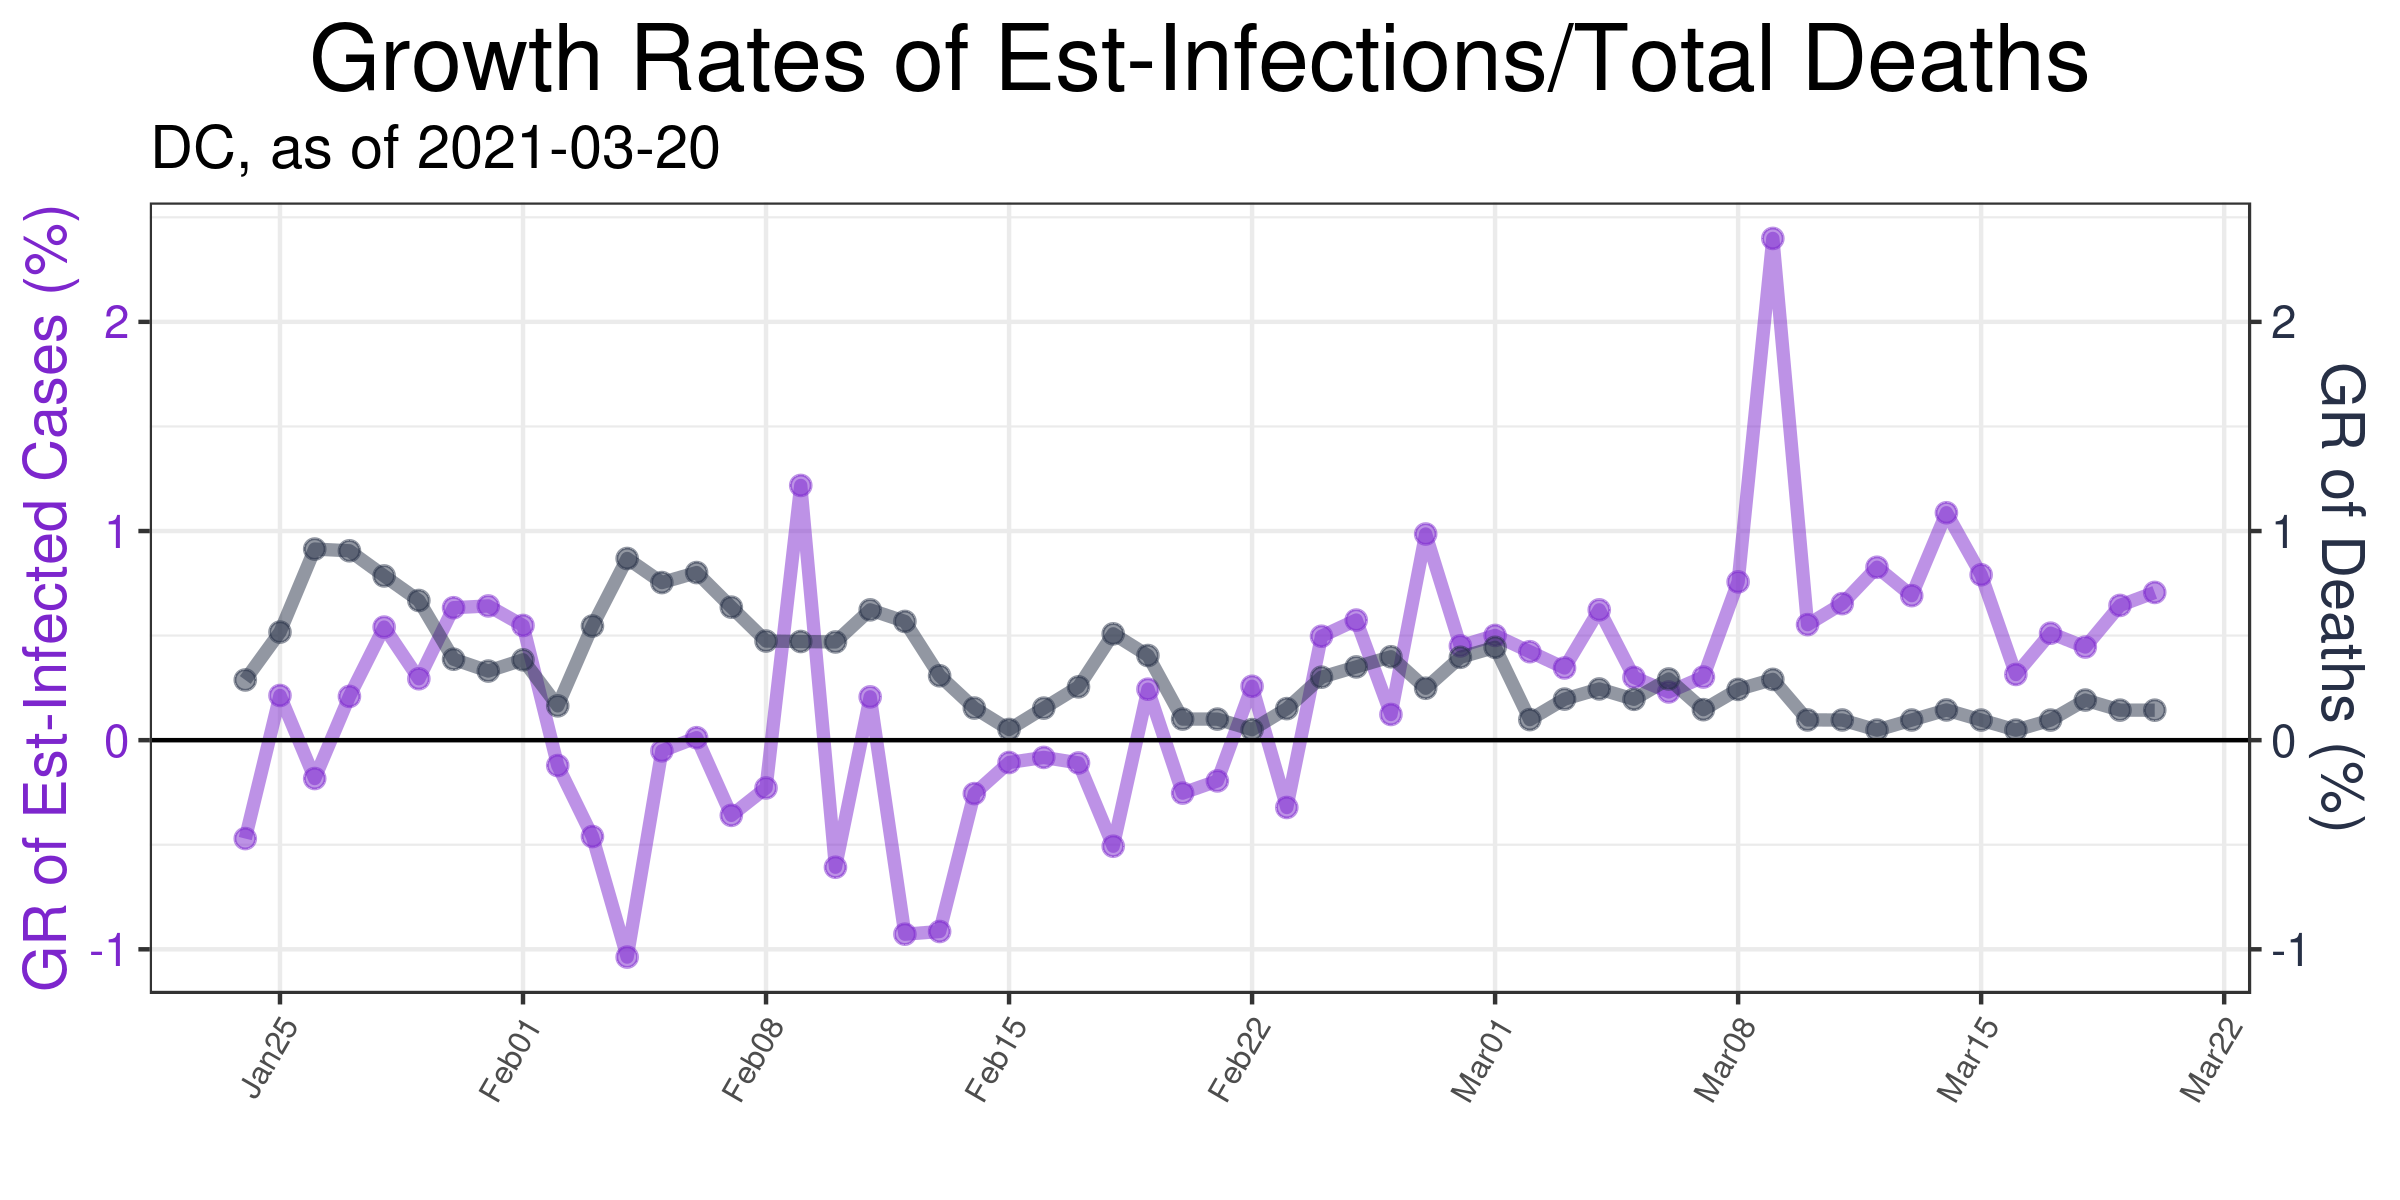 Growth Rates of Est-Infections/Total Deaths
DC, as of 2021-03-20
GR of Est-Infected Cases (%)
2
1
0
-1
2
1
0
-1
GR of Deaths (%)
Jan25
Feb01
Feb08
Feb15
Feb22
Mar01
Mar08
Mar15
Mar22